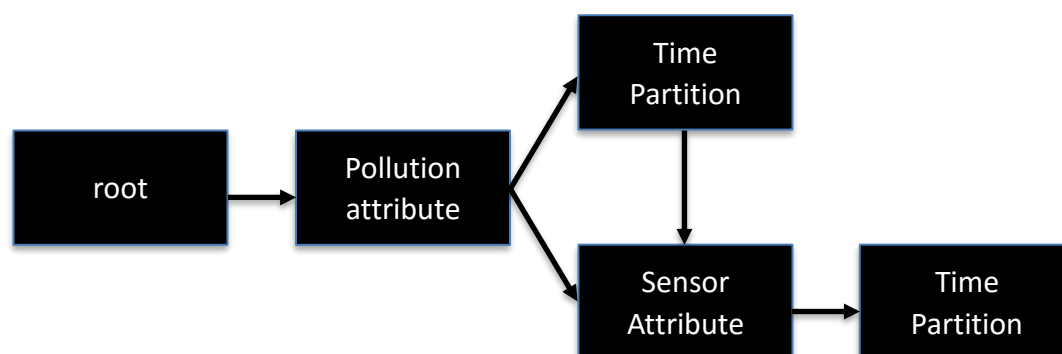 root
Pollution
attribute
Time
Partition
Sensor
Attribute
Time
Partition